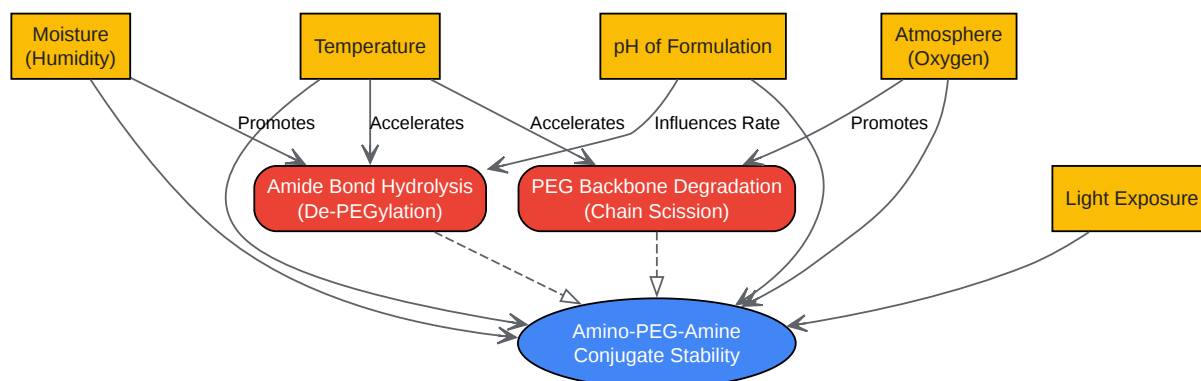 Moisture
(Humidity)
Temperature
pH of Formulation
Atmosphere
(Oxygen)
Promotes
Accelerates
Accelerates
Influences Rate
Promotes
Amide Bond Hydrolysis
(De-PEGylation)
PEG Backbone Degradation
(Chain Scission)
Light Exposure
Amino-PEG-Amine
Conjugate Stability